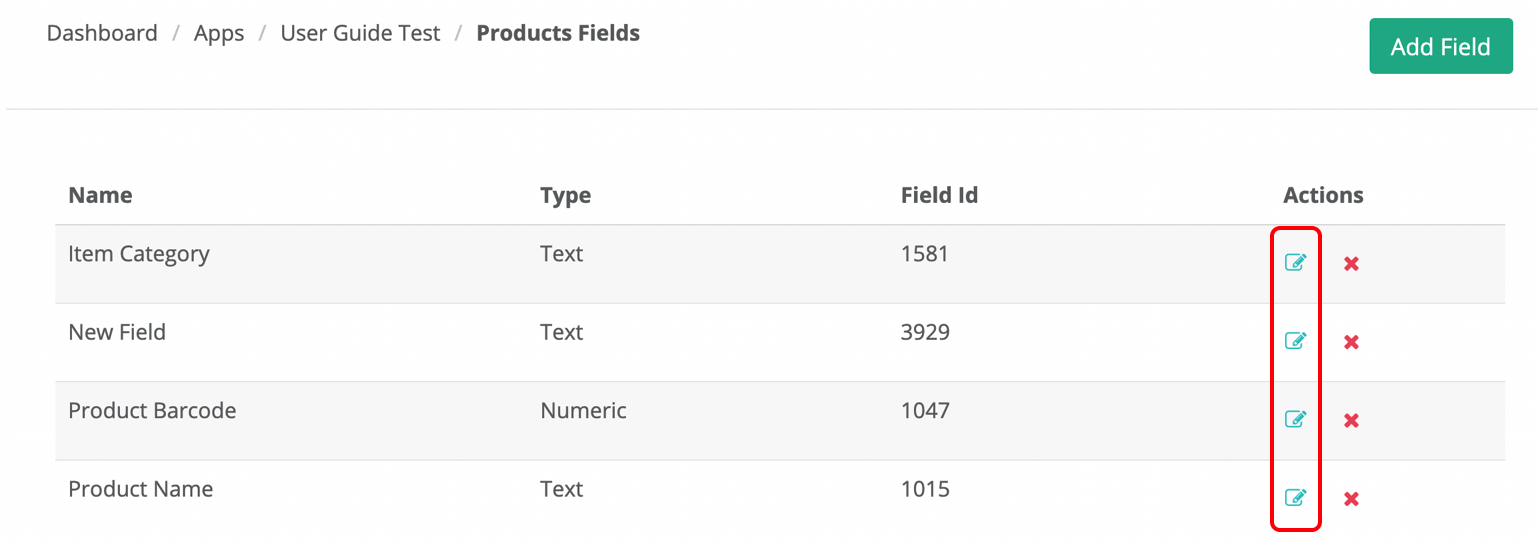 Dashboard / Apps / User Guide Test / Products Fields
Add Field
Name Type Field Id Actions
Item Category Text 1581
New Field Text 3929
Product Barcode Numeric 1047
Product Name Text 1015